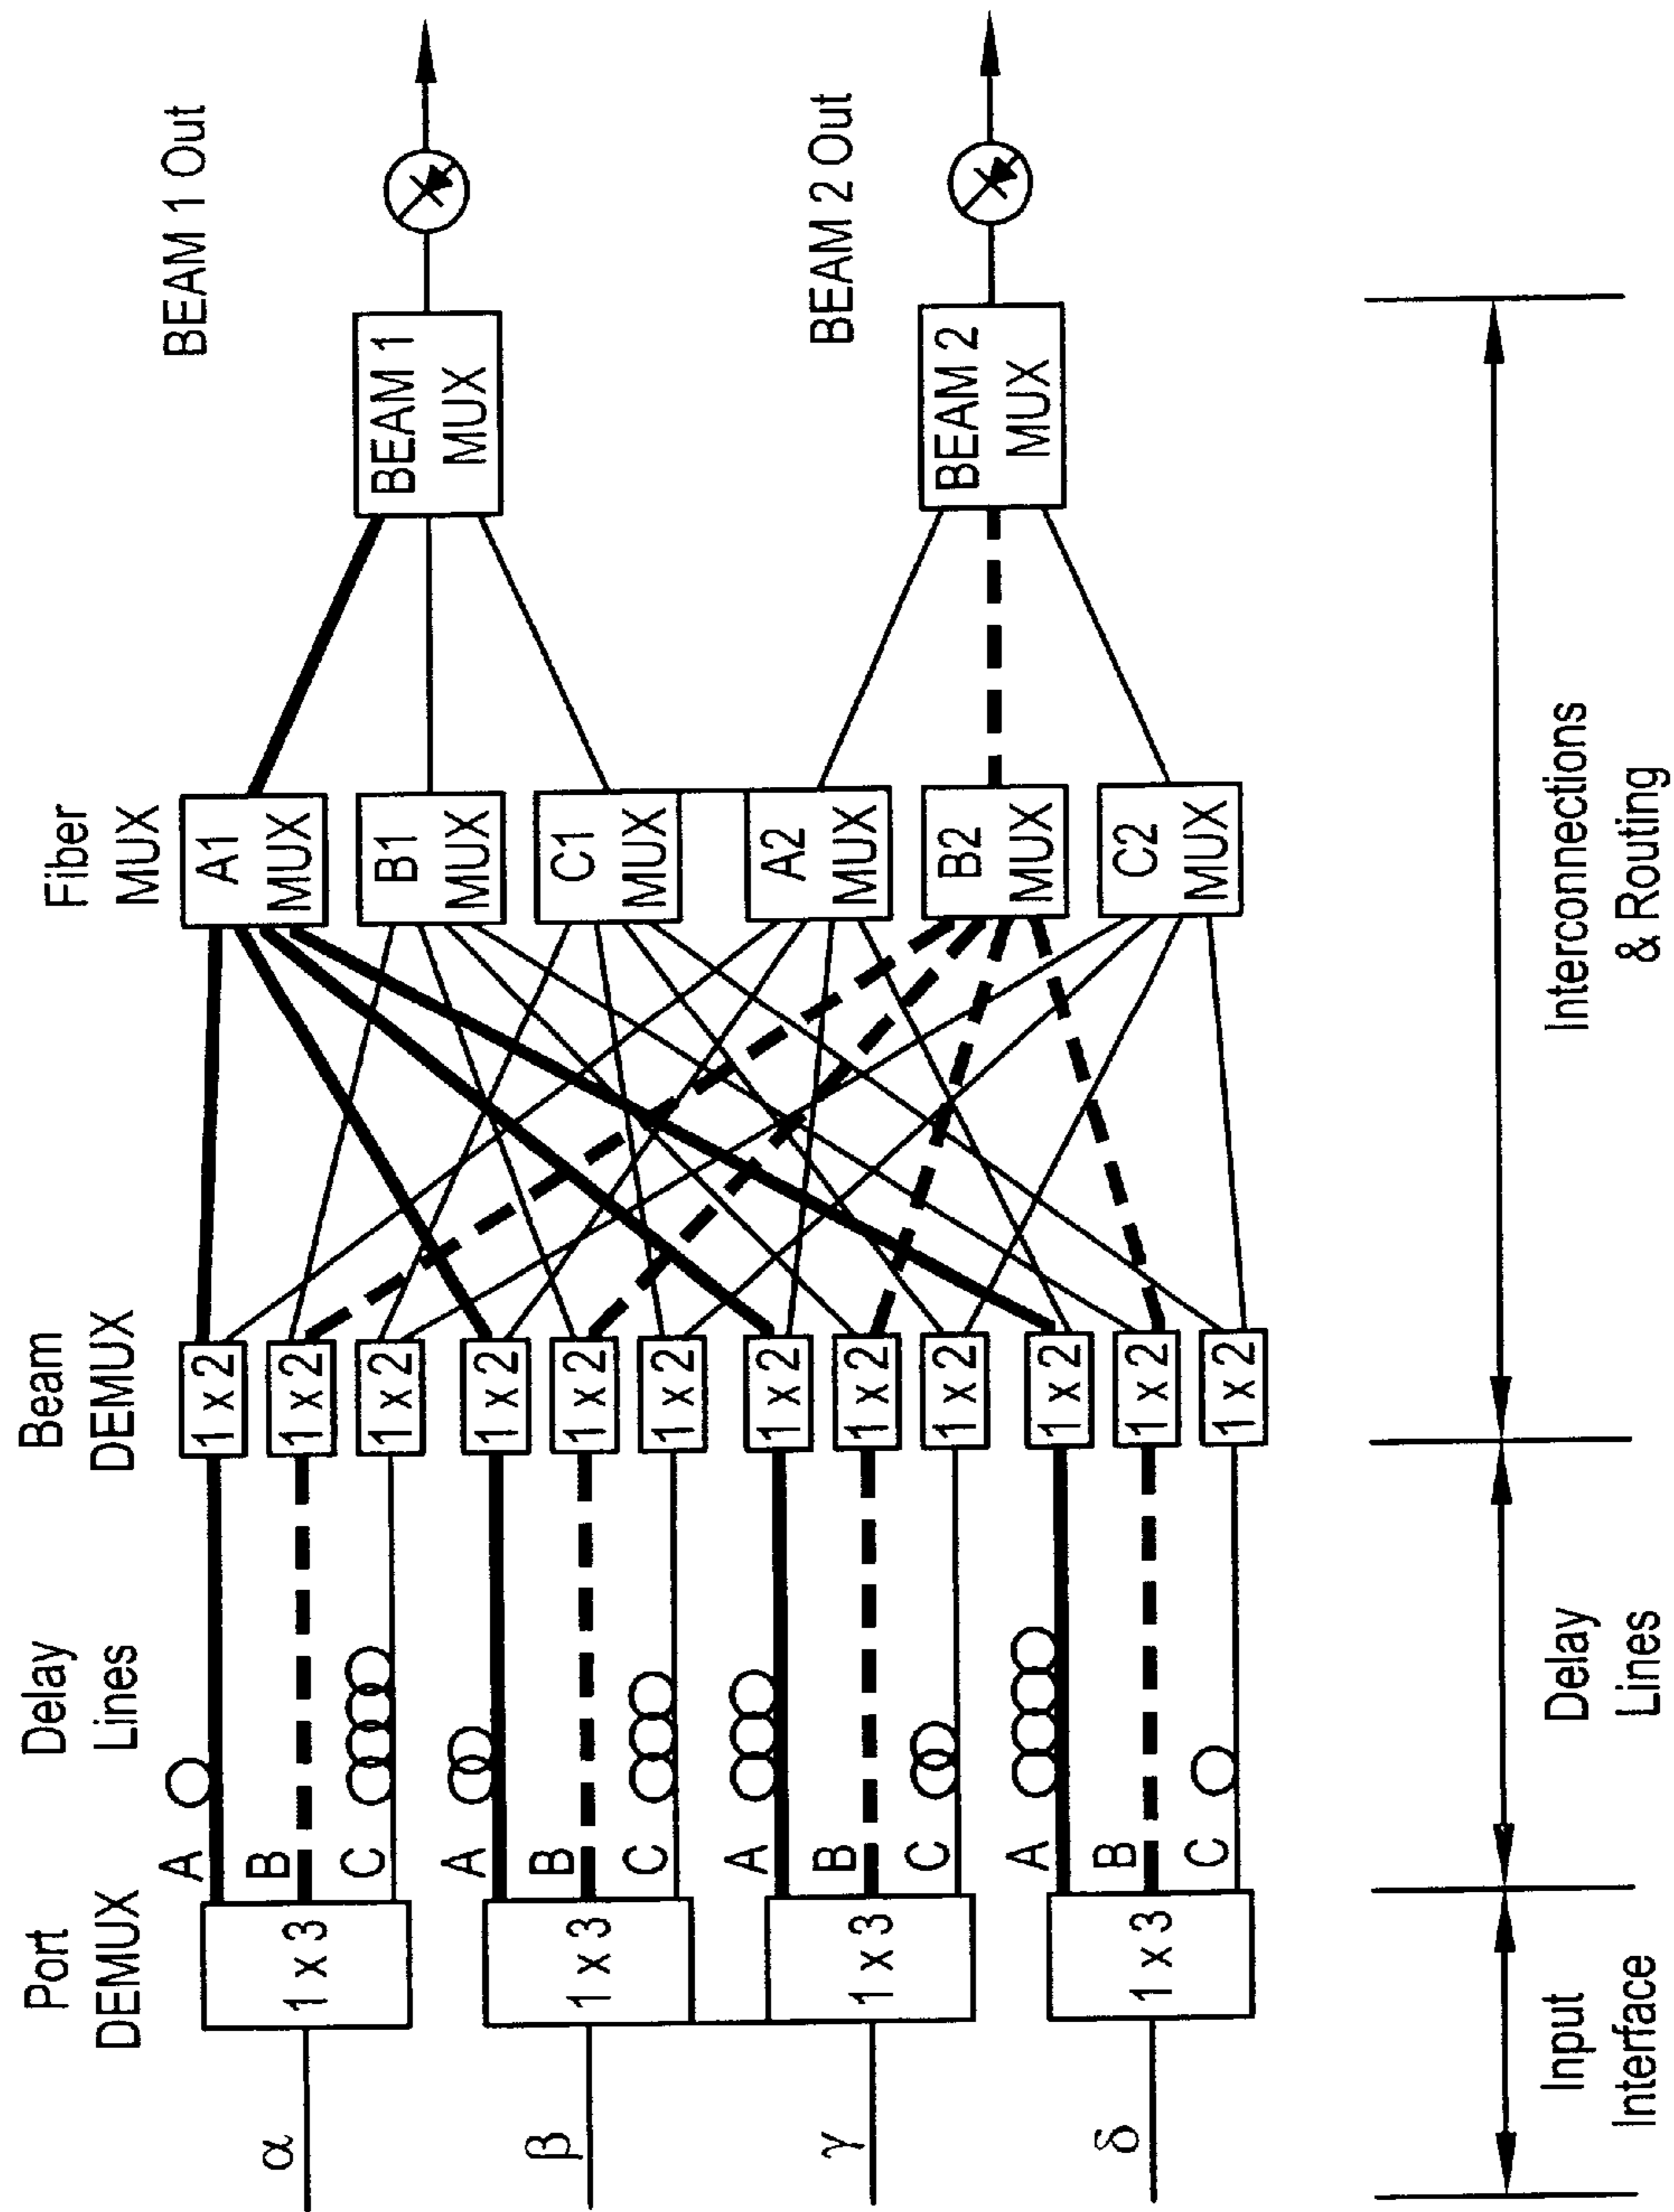 Port
DEMUX
Delay
Lines
Beam
DEMUX
Fiber
MUX
BEAM 1 Out
BEAM 2 Out
α
β
γ
δ
1 x 3
1 x 3
1 x 3
1 x 3
A
B
C
A
B
C
A
B
C
A
B
C
1 x 2
1 x 2
1 x 2
1 x 2
1 x 2
1 x 2
1 x 2
1 x 2
1 x 2
1 x 2
1 x 2
1 x 2
A1
MUX
B1
MUX
C1
MUX
A2
MUX
B2
MUX
C2
MUX
BEAM 1
MUX
BEAM 2
MUX
Input
Interface
Delay
Lines
Interconnections
& Routing